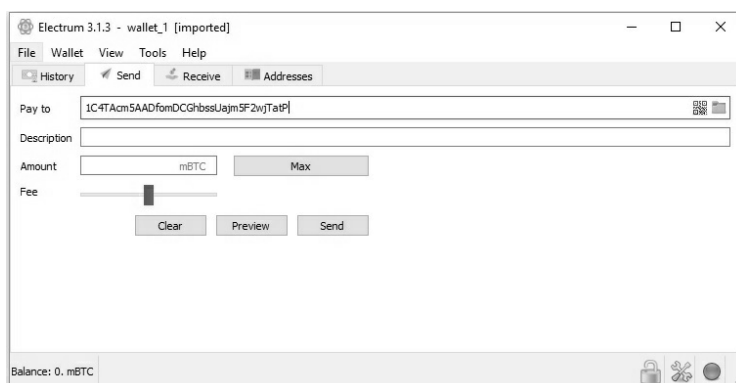 Electrum 3.1.3 - wallet_1 [imported]
File Wallet View Tools Help
History Send Receive Addresses
Pay to 1C4TAcm5AADfomDCGhbssUajm5F2wjTatP
Description
Amount mBTC Max
Fee
Clear Preview Send
Balance: 0. mBTC